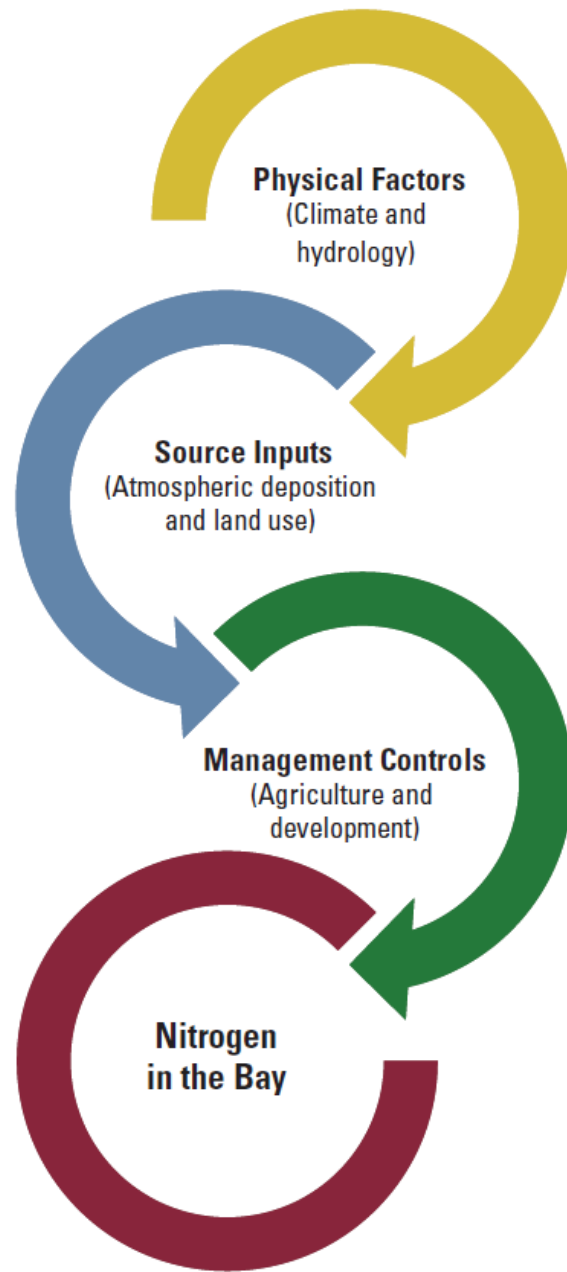 Physical Factors
(Climate and
hydrology)
Source Inputs
(Atmospheric deposition
and land use)
Management Controls
(Agriculture and
development)
Nitrogen
in the Bay